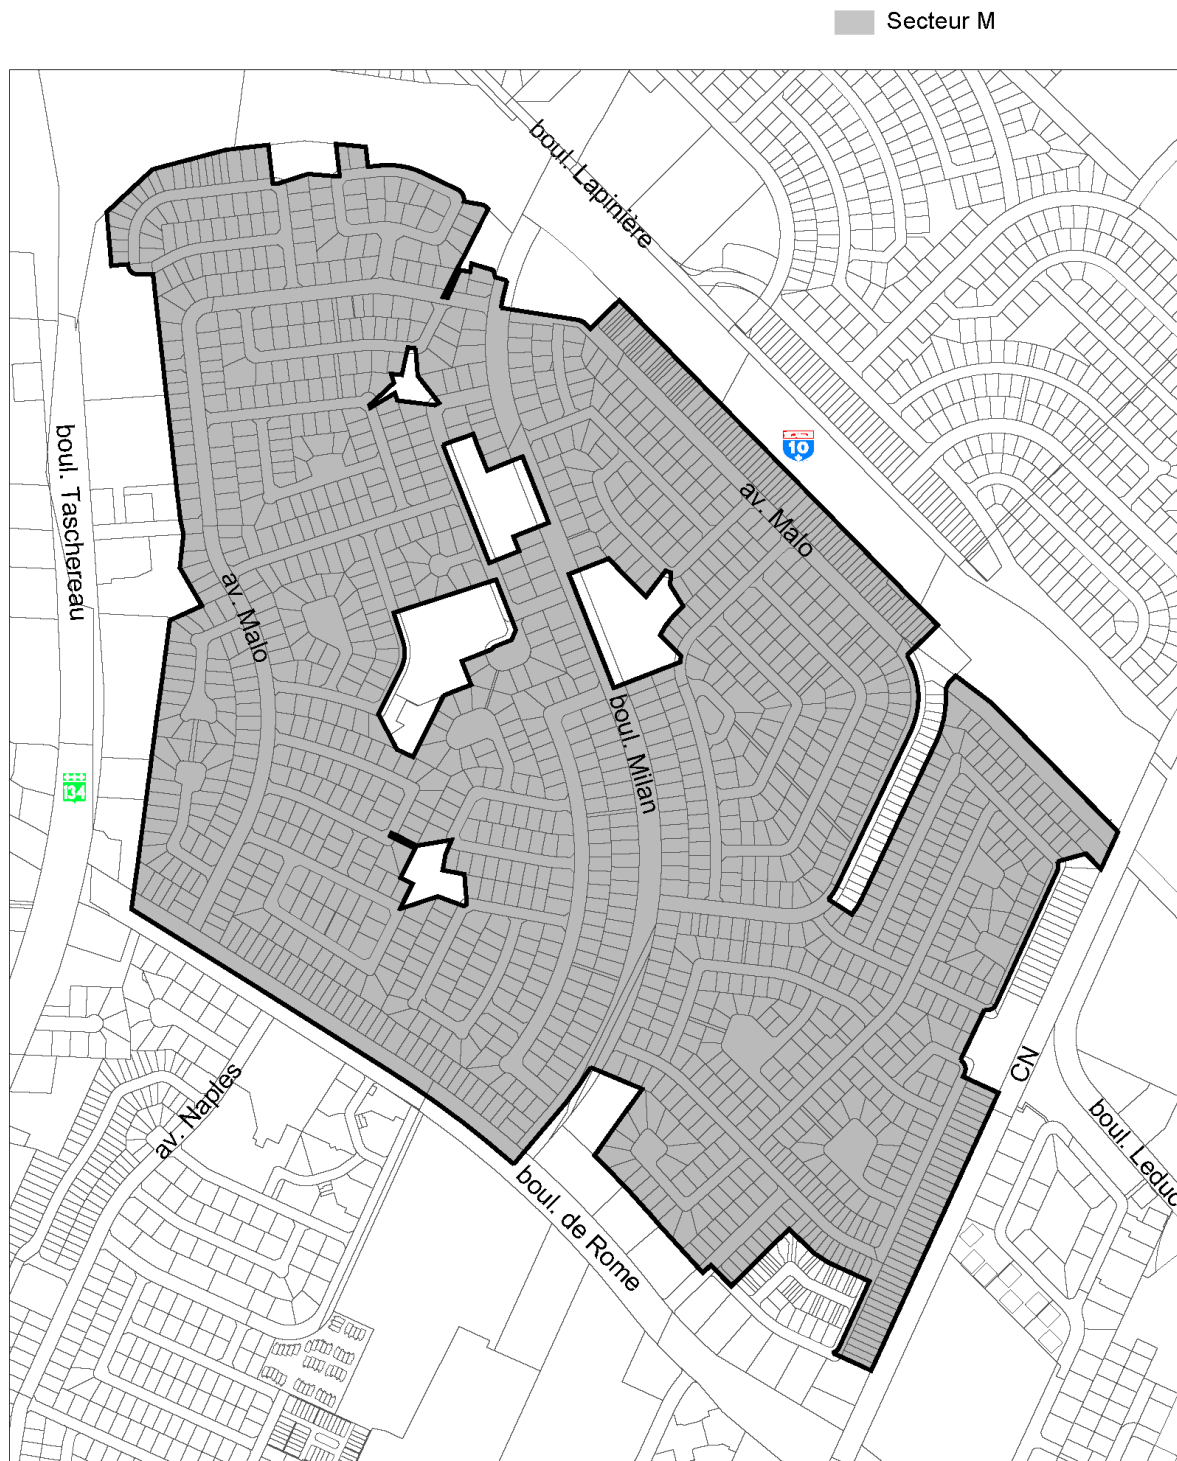 Secteur M
boul. Lapinière
10
av. Malo
boul. Taschereau
av. Malo
boul. Milan
134
CN
av. Naples
boul. Leduc
boul. de Rome